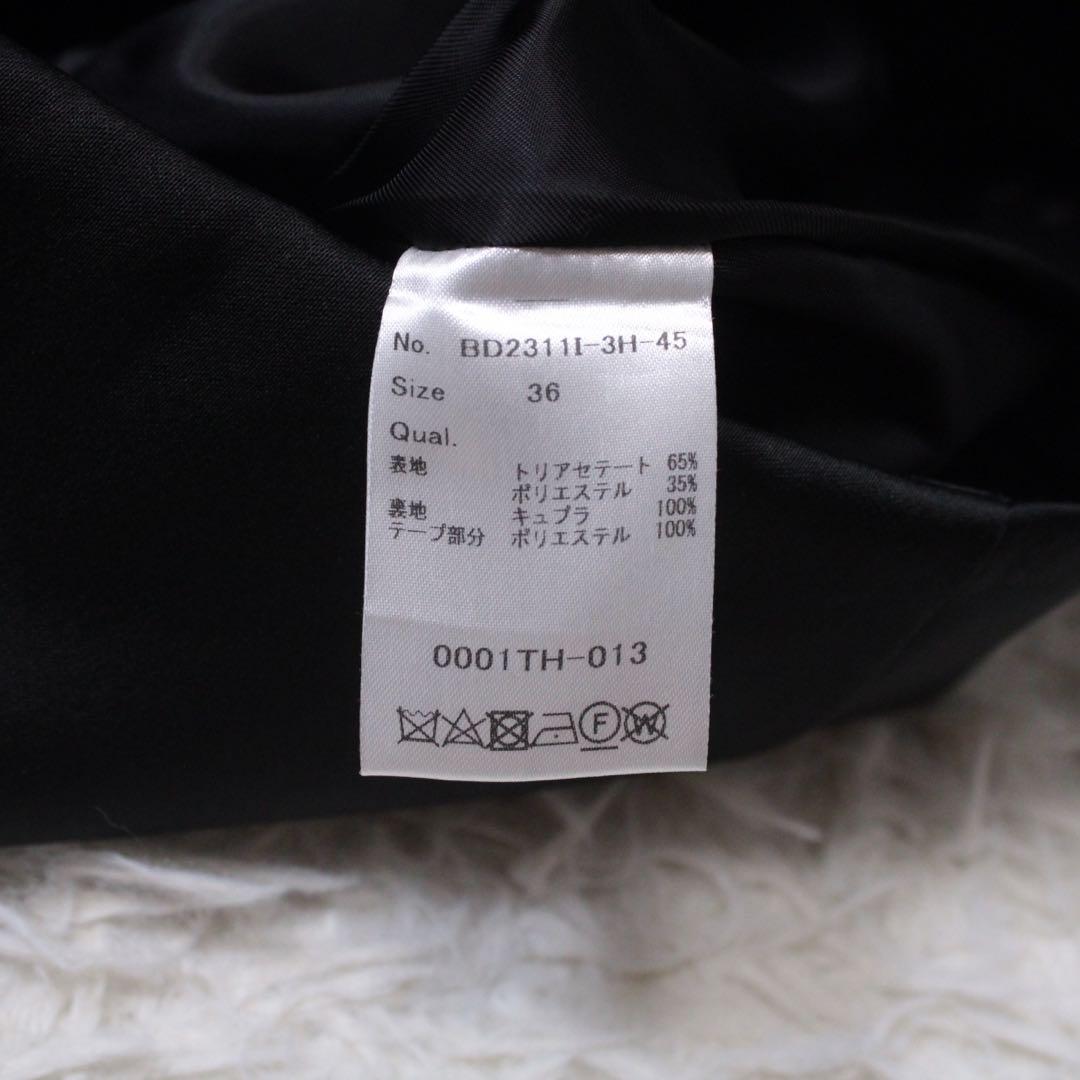 No. BD2311I-3H-45
Size 36
Qual.
表地 トリアセテート 65%
ポリエステル 35%
裏地 キュプラ 100%
テープ部分 ポリエステル 100%
0001TH-013
F W